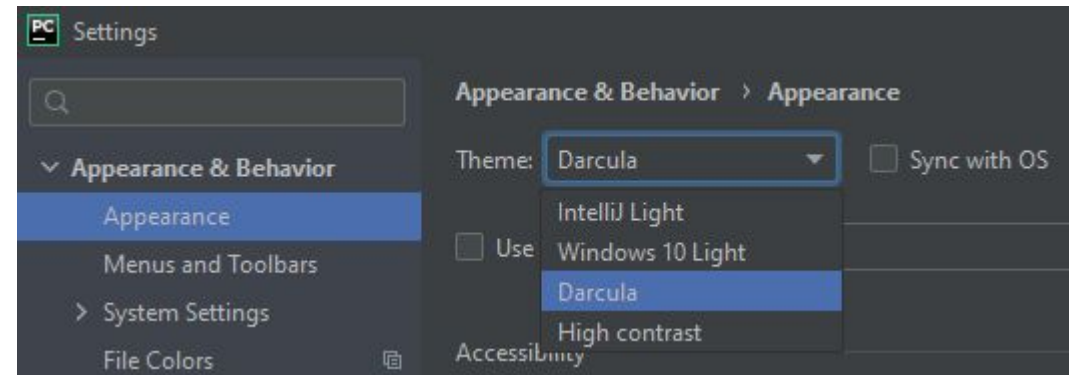 PC Settings
Appearance & Behavior
Appearance
Menus and Toolbars
System Settings
File Colors
Appearance & Behavior › Appearance
Theme: Darcula Sync with OS
IntelliJ Light
Use Windows 10 Light
Darcula
High contrast